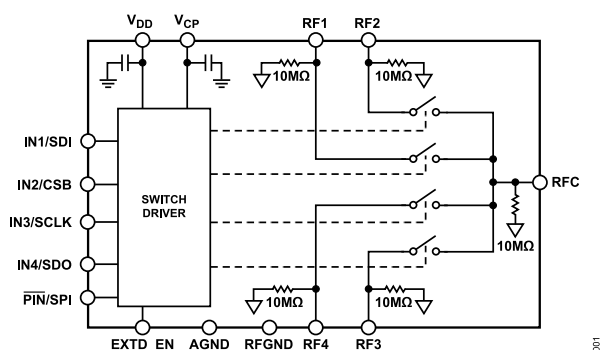 VDD
VCP
RF1
RF2
10MΩ
10MΩ
IN1/SDI
IN2/CSB
IN3/SCLK
IN4/SDO
PIN/SPI
SWITCH
DRIVER
RFC
10MΩ
10MΩ
10MΩ
EXTD EN
AGND
RFGND
RF4
RF3
001